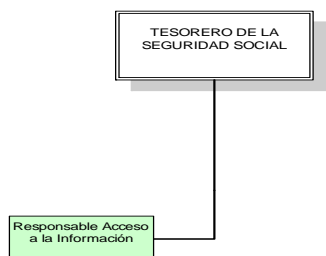 TESORERO DE LA
SEGURIDAD SOCIAL
Responsable Acceso
a la Información